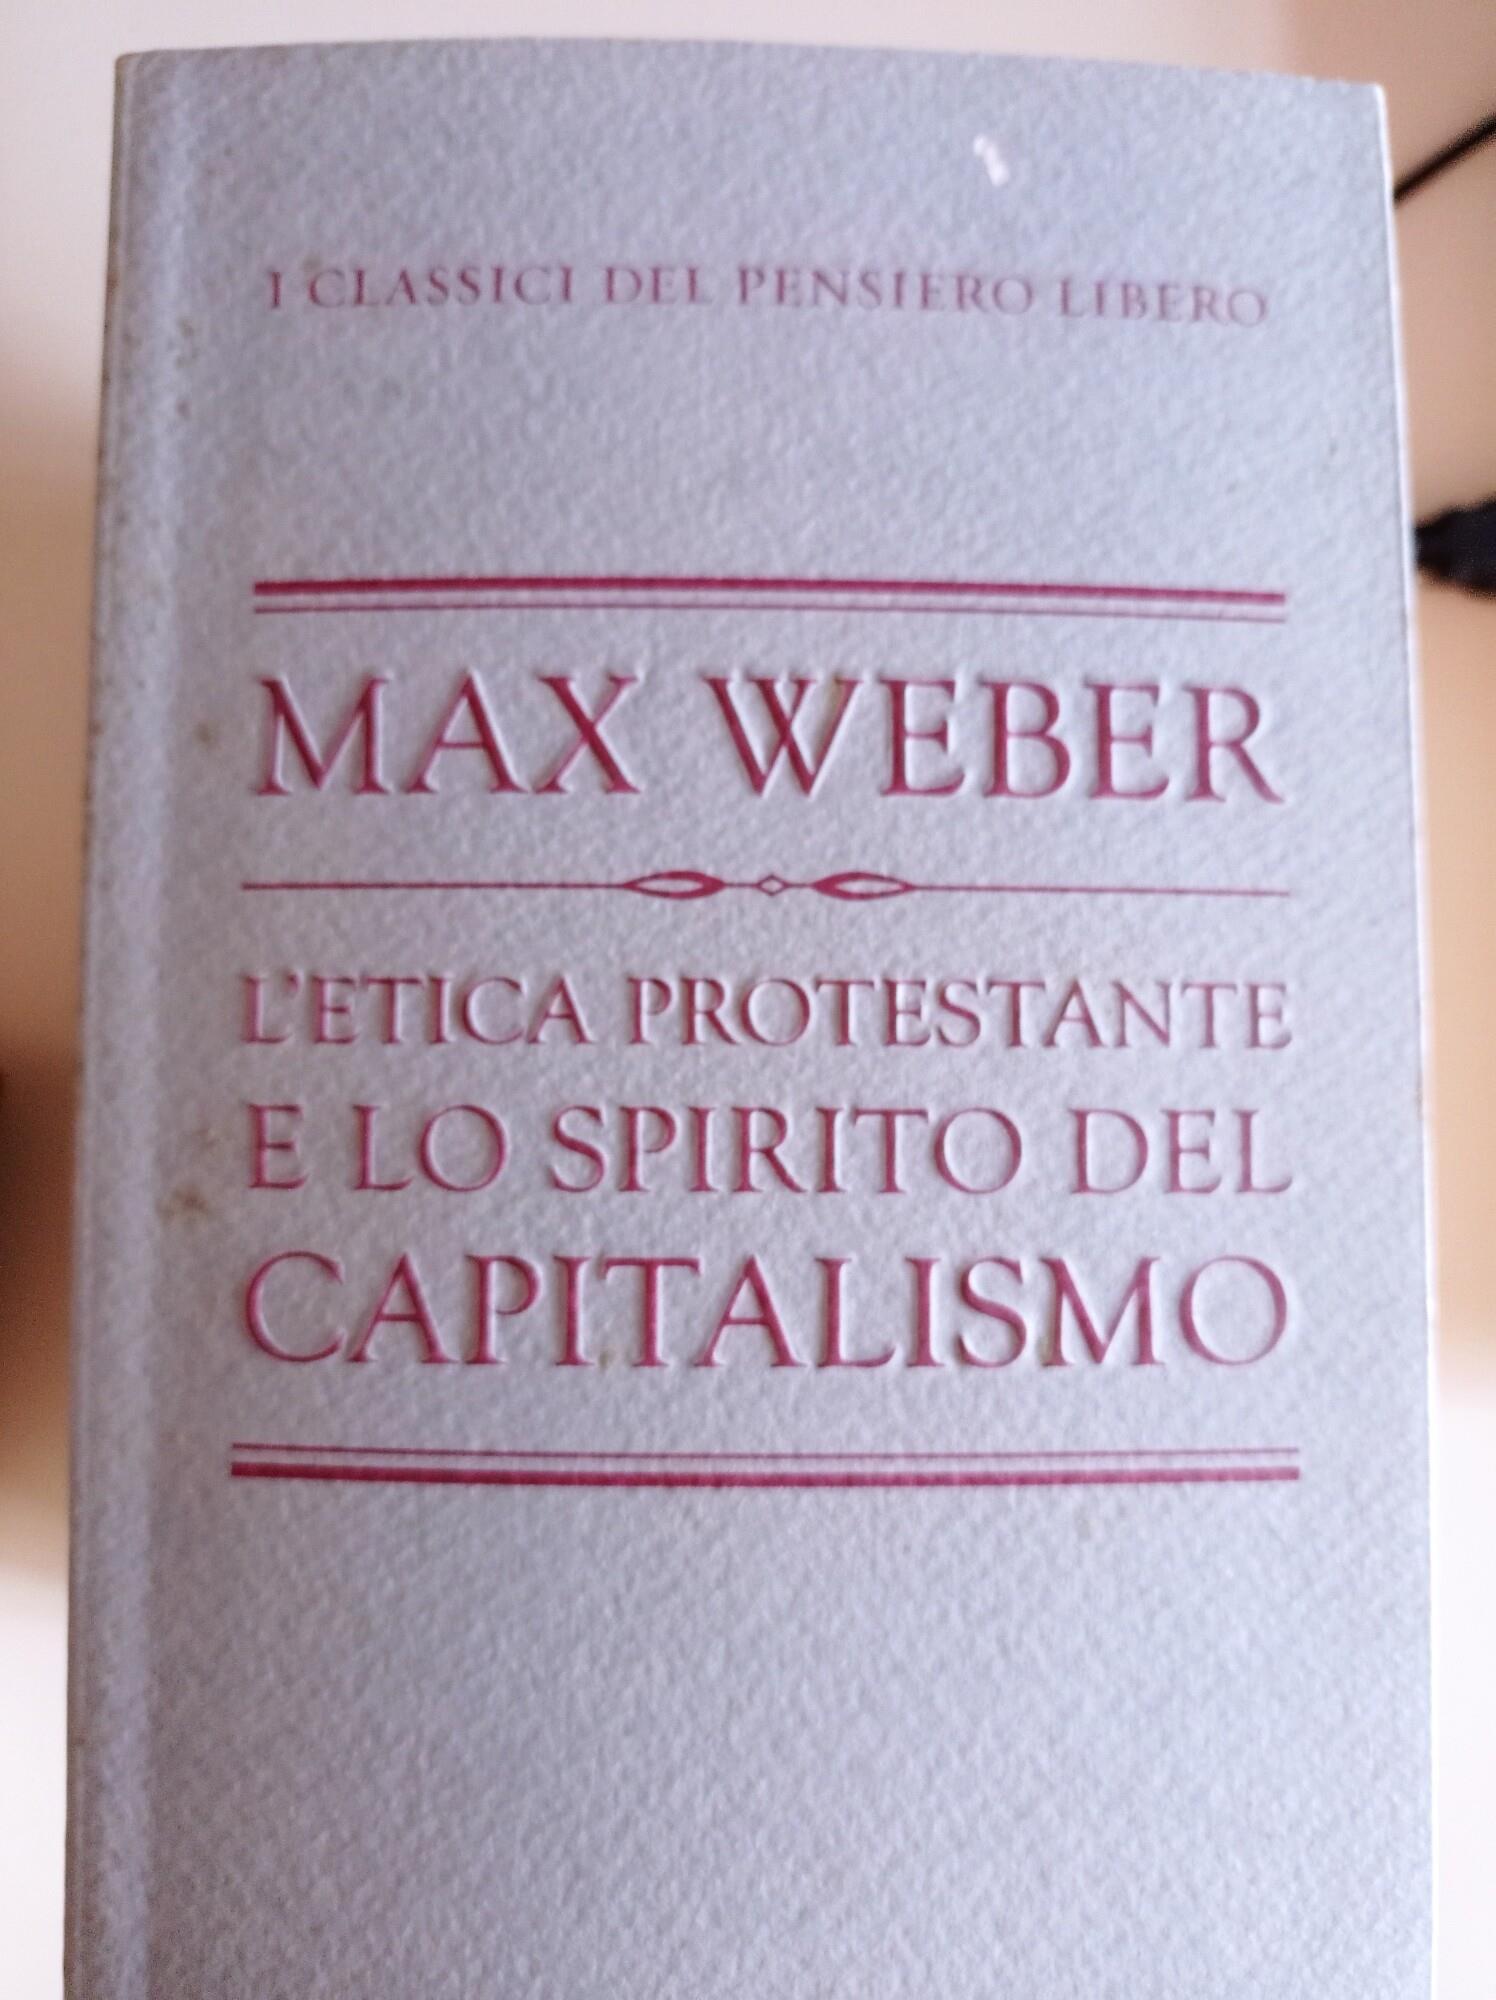 I CLASSICI DEL PENSIERO LIBERO
MAX WEBER
L'ETICA PROTESTANTE
E LO SPIRITO DEL
CAPITALISMO